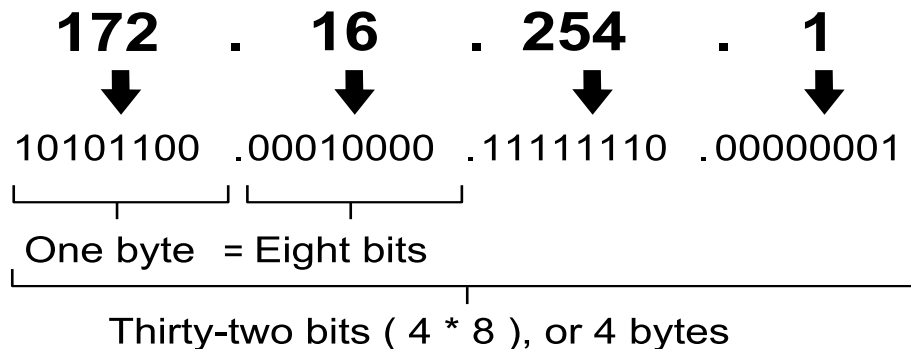 172 . 16 . 254 . 1
10101100 .00010000 .11111110 .00000001
One byte = Eight bits
Thirty-two bits ( 4 * 8 ), or 4 bytes